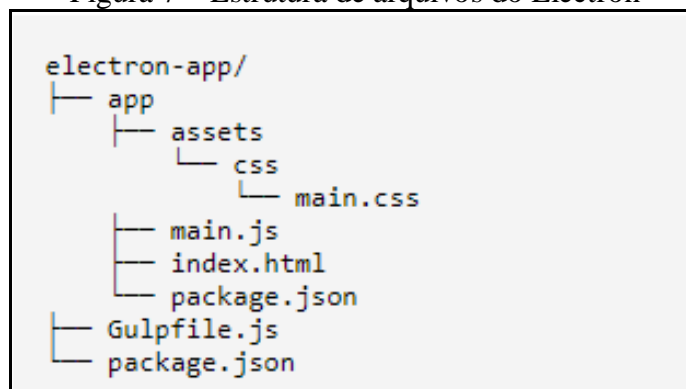 Figura 7 – Estrutura de arquivos do Electron
electron-app/
├── app
    ├── assets
        └── css
            └── main.css
    ├── main.js
    ├── index.html
    └── package.json
├── Gulpfile.js
└── package.json